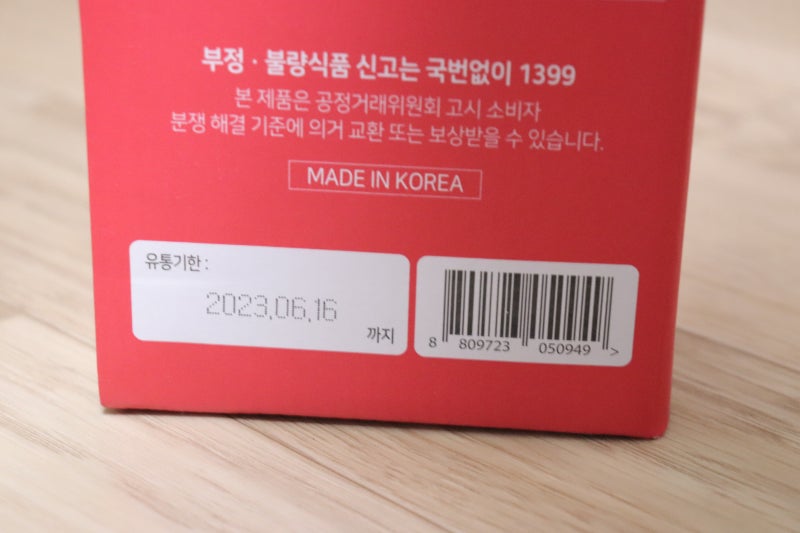 부정 · 불량식품 신고는 국번없이 1399
본 제품은 공정거래위원회 고시 소비자
분쟁 해결 기준에 의거 교환 또는 보상받을 수 있습니다.
MADE IN KOREA
유통기한 :
2023.06.16
까지
8 809723 050949 >